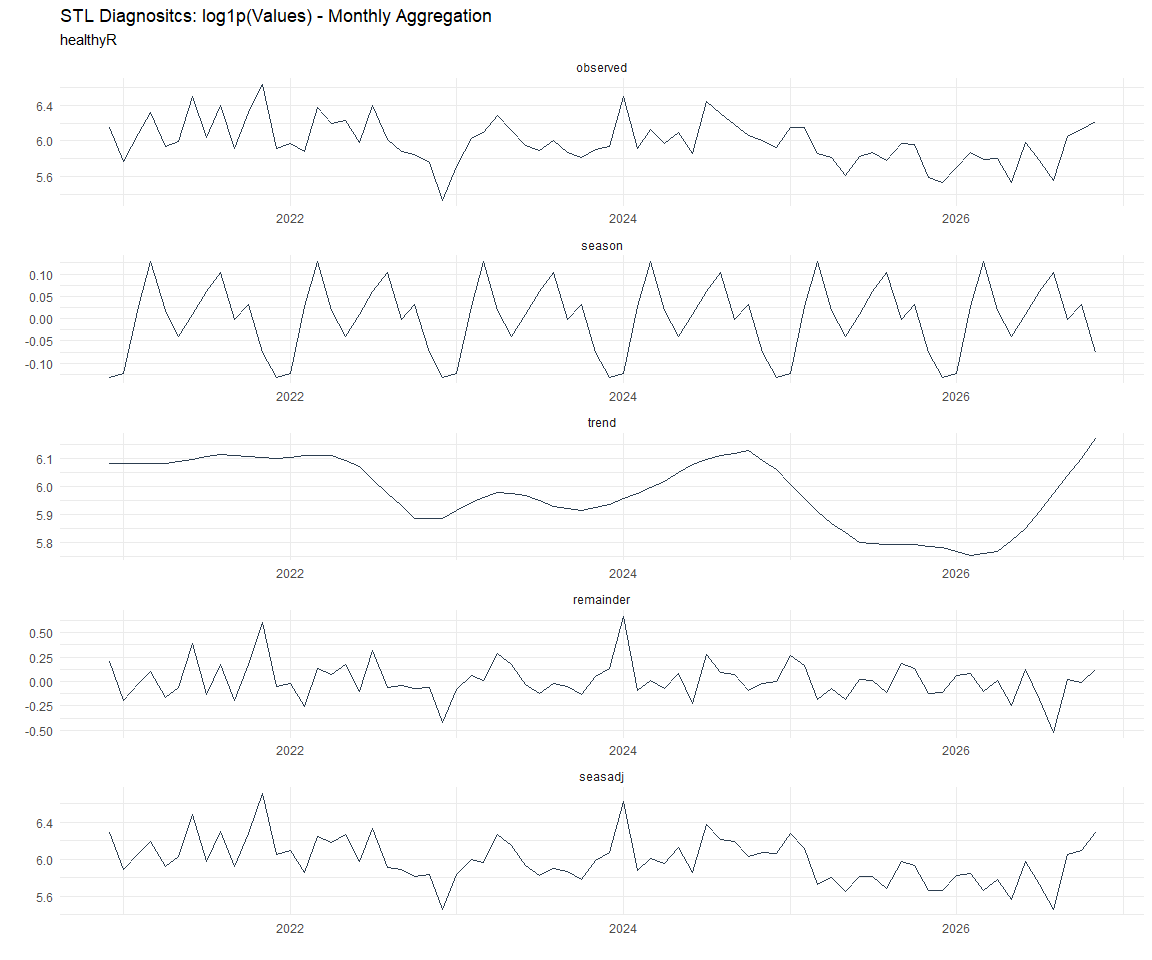 STL Diagnositcs: log1p(Values) - Monthly Aggregation
healthyR
observed
6.4
6.0
5.6
2022 2024 2026
season
0.10
0.05
0.00
-0.05
-0.10
2022 2024 2026
trend
6.1
6.0
5.9
5.8
2022 2024 2026
remainder
0.50
0.25
0.00
-0.25
-0.50
2022 2024 2026
seasadj
6.4
6.0
5.6
2022 2024 2026